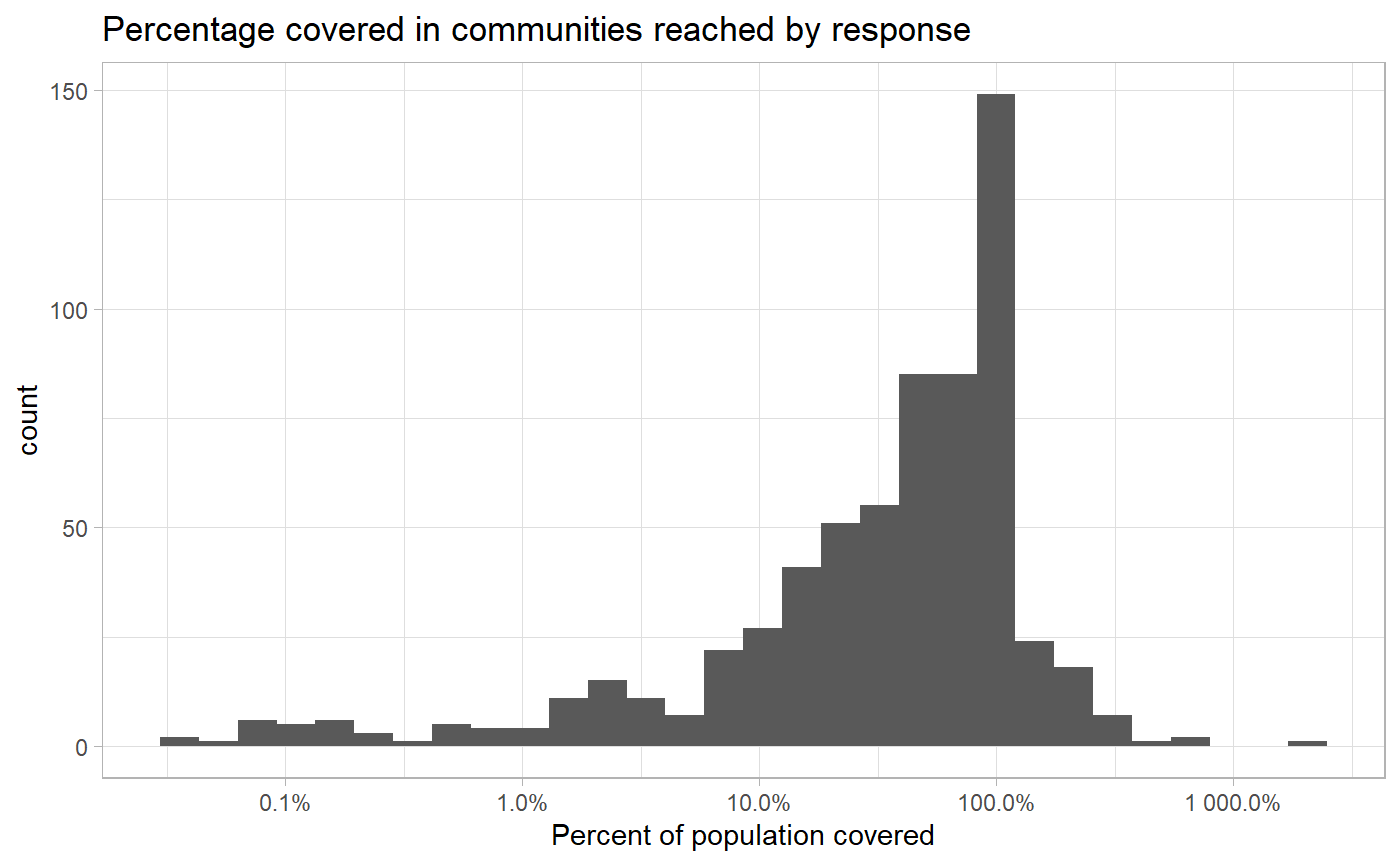 Percentage covered in communities reached by response
150
100
50
0
count
0.1% 1.0% 10.0% 100.0% 1 000.0%
Percent of population covered